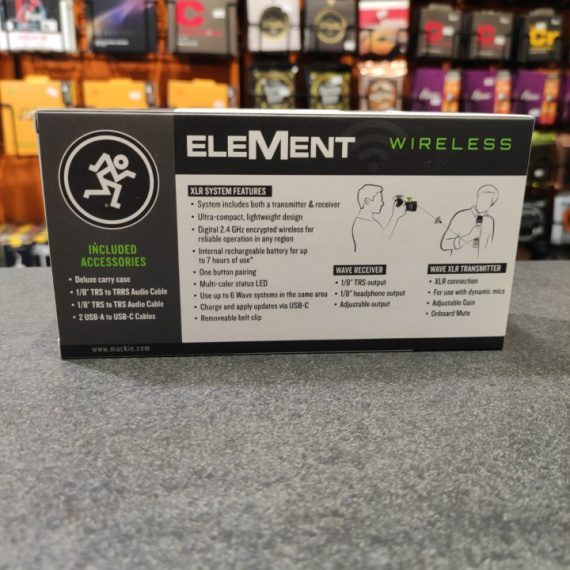 ELEMENT WIRELESS
INCLUDED
ACCESSORIES
• Deluxe carry case
• 1/8" TRS to TRRS Audio Cable
• 1/8" TRS to TRS Audio Cable
• 2 USB-A to USB-C Cables
www.mackie.com
XLR SYSTEM FEATURES
• System includes both a transmitter & receiver
• Ultra-compact, lightweight design
• Digital 2.4 GHz encrypted wireless for
reliable operation in any region
• Internal rechargeable battery for up
to 7 hours of use*
• One button pairing
• Multi-color status LED
• Use up to 6 Wave systems in the same area
• Charge and apply updates via USB-C
• Removeable belt clip
WAVE RECEIVER
• 1/8" TRS output
• 1/8" headphone output
• Adjustable output
WAVE XLR TRANSMITTER
• XLR connection
• For use with dynamic mics
• Adjustable Gain
• Onboard Mute